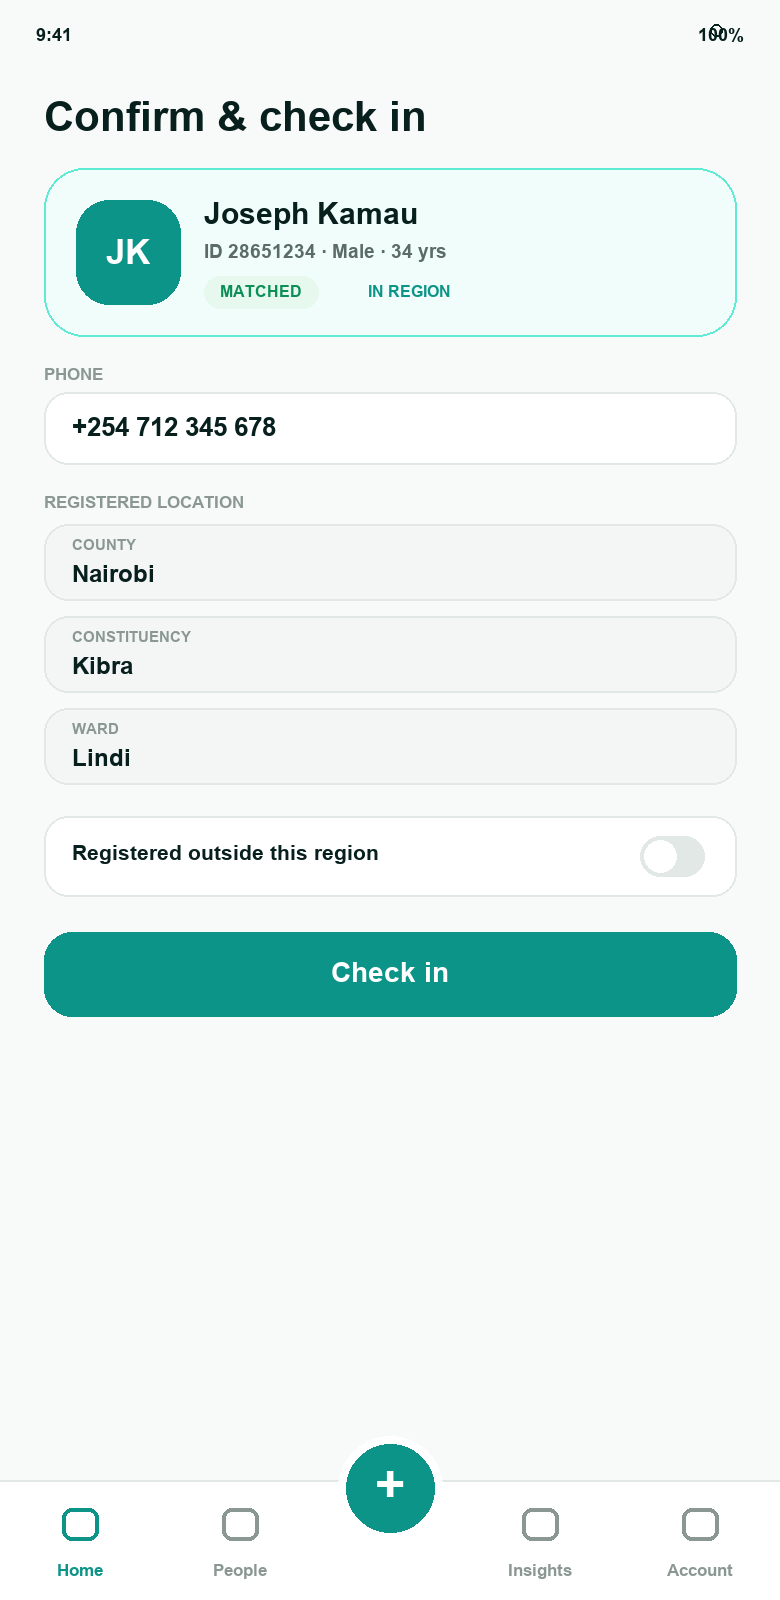 9:41
100%
Confirm & check in
JK
Joseph Kamau
ID 28651234 · Male · 34 yrs
MATCHED
IN REGION
PHONE
+254 712 345 678
REGISTERED LOCATION
COUNTY
Nairobi
CONSTITUENCY
Kibra
WARD
Lindi
Registered outside this region
Check in
+
Home
People
Insights
Account